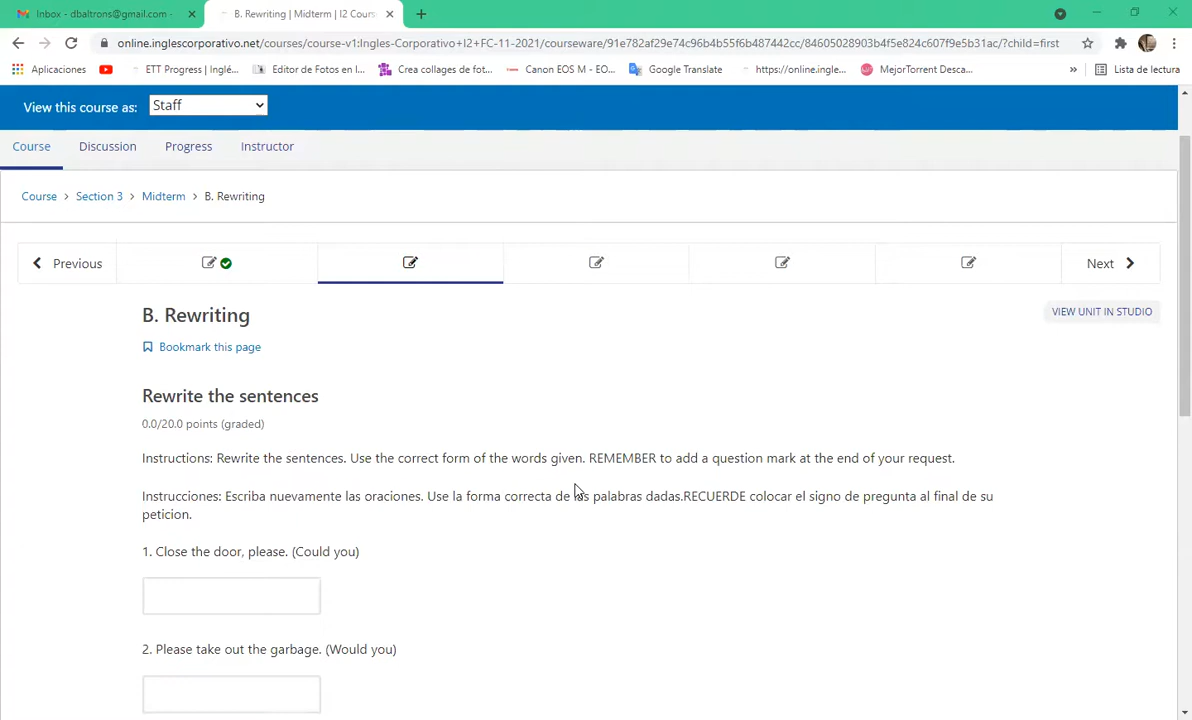 Inbox - dbaltrons@gmail.com -
B. Rewriting | Midterm | I2 Cours
online.inglescorporativo.net/courses/course-v1:Ingles-Corporativo+I2+FC-11-2021/courseware/91e782af29e74c96b4b55f6b487442cc/84605028903b4f5e824c607f9e5b31ac/?child=first
Aplicaciones
ETT Progress | Inglé...
Editor de Fotos en l...
Crea collages de fot...
Canon EOS M - EO...
Google Translate
https://online.ingle...
MejorTorrent Desca...
»
Lista de lectura
View this course as:
Staff
Course
Discussion
Progress
Instructor
Course > Section 3 > Midterm > B. Rewriting
Previous
Next
B. Rewriting
VIEW UNIT IN STUDIO
Bookmark this page
Rewrite the sentences
0.0/20.0 points (graded)
Instructions: Rewrite the sentences. Use the correct form of the words given. REMEMBER to add a question mark at the end of your request.
Instrucciones: Escriba nuevamente las oraciones. Use la forma correcta de las palabras dadas.RECUERDE colocar el signo de pregunta al final de su
peticion.
1. Close the door, please. (Could you)
2. Please take out the garbage. (Would you)